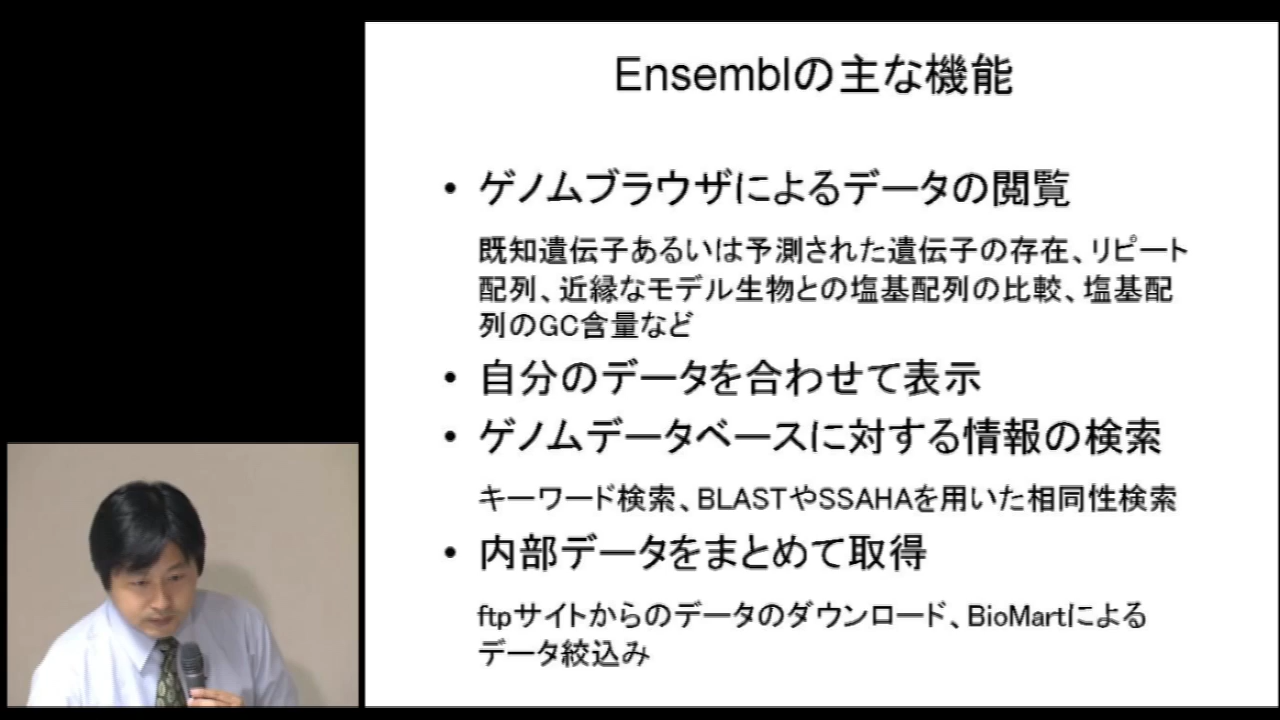 Ensemblの主な機能
• ゲノムブラウザによるデータの閲覧
既知遺伝子あるいは予測された遺伝子の存在、リピート
配列、近縁なモデル生物との塩基配列の比較、塩基配
列のGC含量など
• 自分のデータを合わせて表示
• ゲノムデータベースに対する情報の検索
キーワード検索、BLASTやSSAHAを用いた相同性検索
• 内部データをまとめて取得
ftpサイトからのデータのダウンロード、BioMartによる
データ絞込み